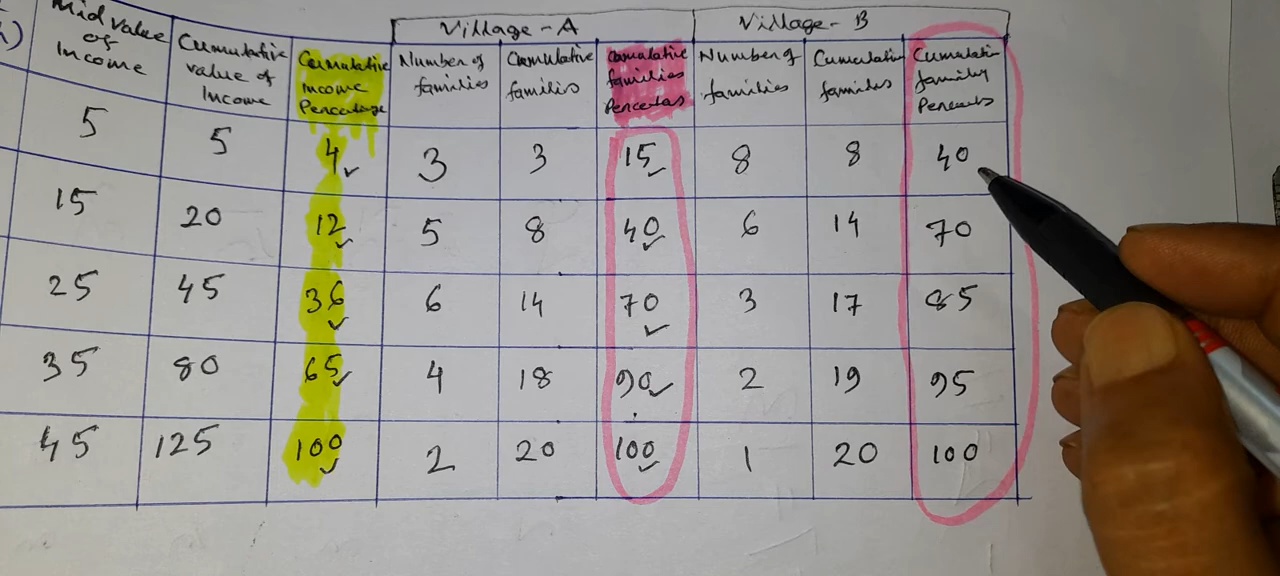 Village - A
Village - B
Mid Value of Income
Cumulative value of Income
Cumulative Income Percentage
Number of families
Cumulative families
Cumulative families Percentas
Number of families
Cumulative families
Cumulative family Percents
5 5 4 3 3 15 8 8 40
15 20 12 5 8 40 6 14 70
25 45 36 6 14 70 3 17 85
35 80 65 4 18 90 2 19 95
45 125 100 2 20 100 1 20 100